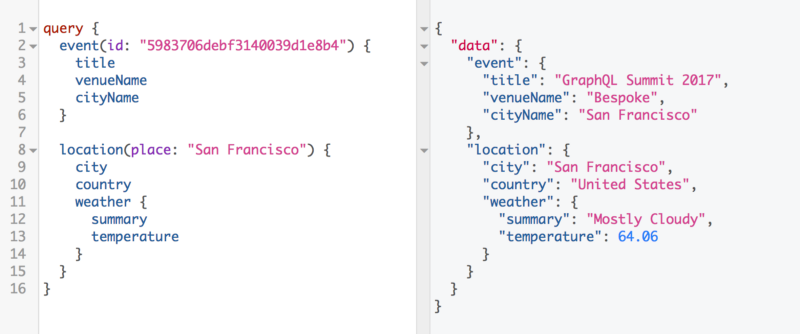 1 query {
2 event(id: "5983706debf3140039d1e8b4") {
3 title
4 venueName
5 cityName
6 }
7
8 location(place: "San Francisco") {
9 city
10 country
11 weather {
12 summary
13 temperature
14 }
15 }
16 }
{
"data": {
"event": {
"title": "GraphQL Summit 2017",
"venueName": "Bespoke",
"cityName": "San Francisco"
},
"location": {
"city": "San Francisco",
"country": "United States",
"weather": {
"summary": "Mostly Cloudy",
"temperature": 64.06
}
}
}
}